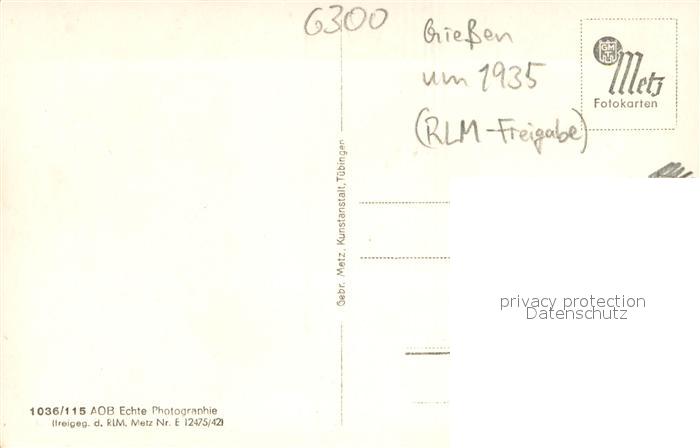 6300
Gießen
um 1935
(RLM-Freigabe)
GMT
Metz
Fotokarten
Gebr. Metz, Kunstanstalt, Tübingen
privacy protection
Datenschutz
1036/115 AOB Echte Photographie
(freigeg. d. RLM, Metz Nr. E 12475/42)